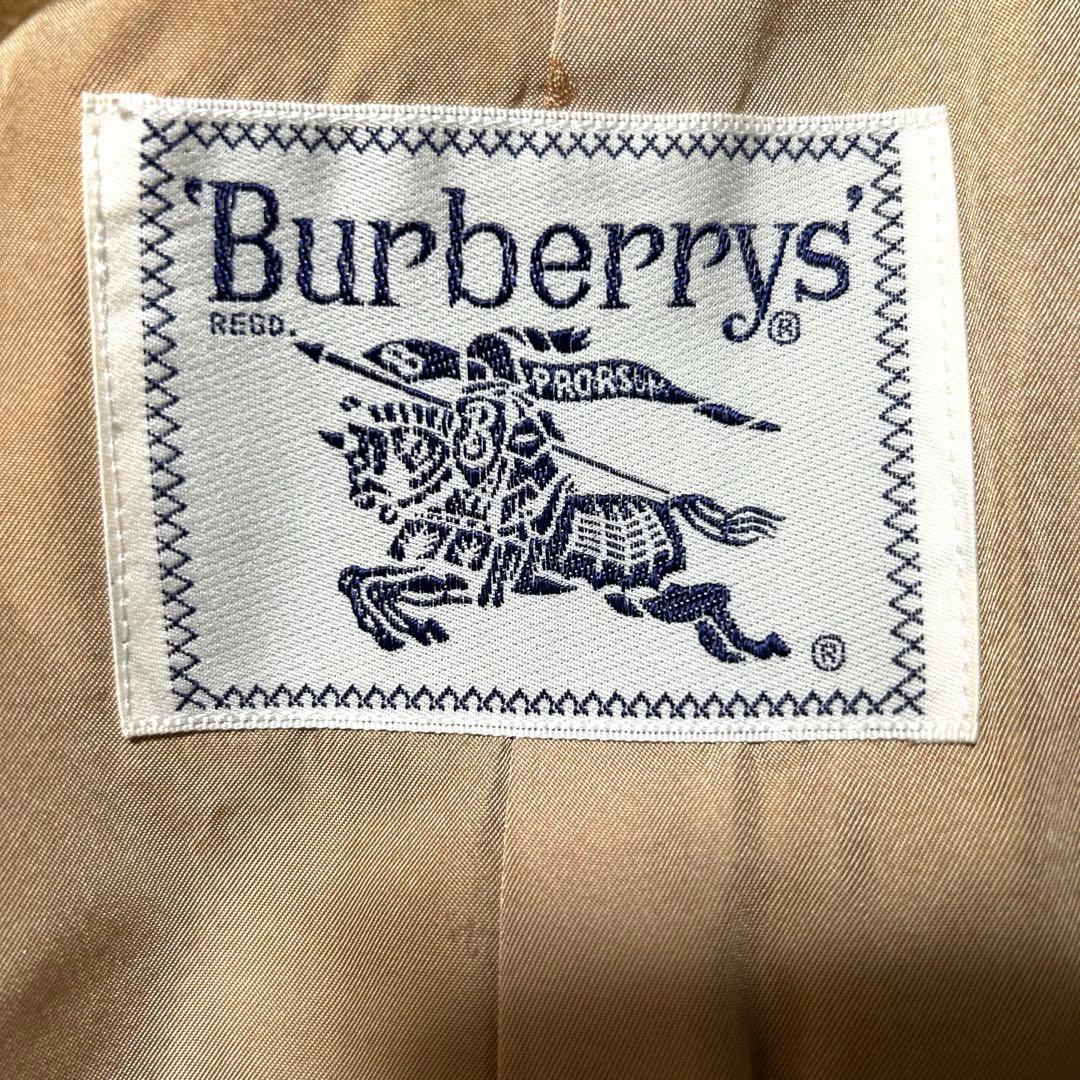 'Burberrys'
REGD. ®
PRORSUM
B
®